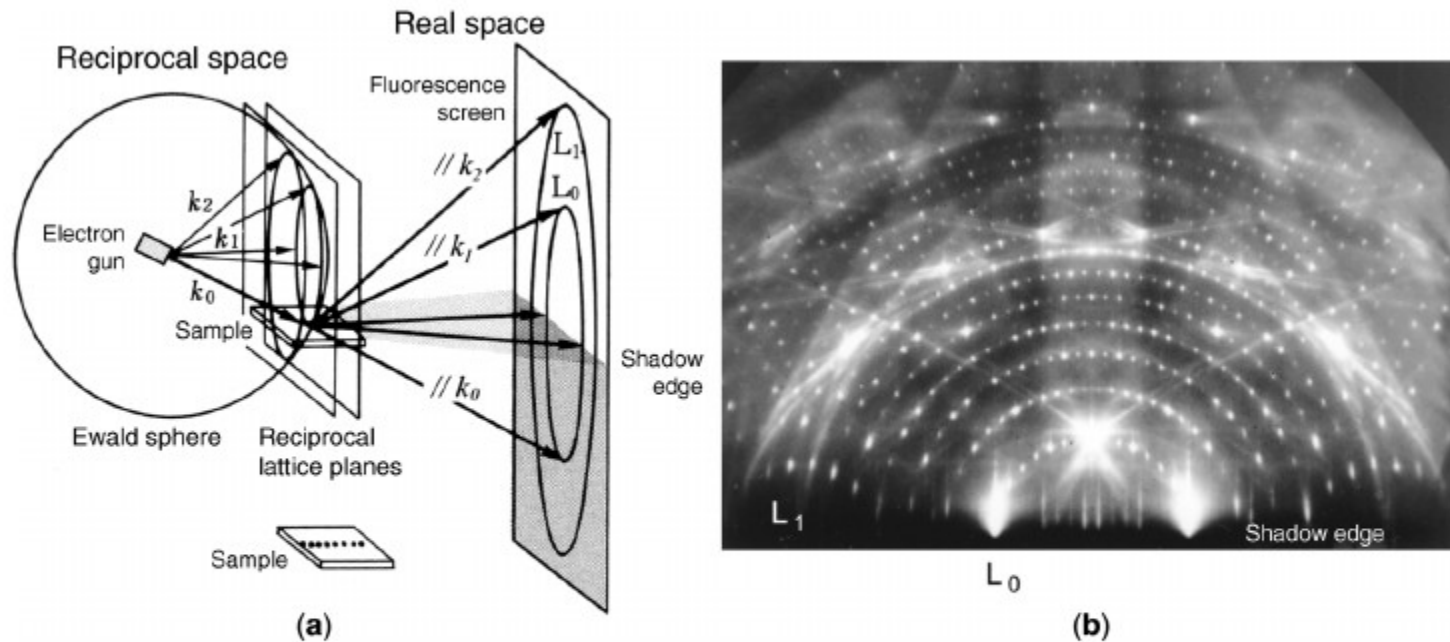 Real space
Reciprocal space
Fluorescence
screen
L₁
L₀
// k₂
// k₁
// k₀
k₂
k₁
k₀
Electron
gun
Sample
Shadow
edge
Ewald sphere
Reciprocal
lattice planes
Sample
(a)
L₁
Shadow edge
L₀
(b)